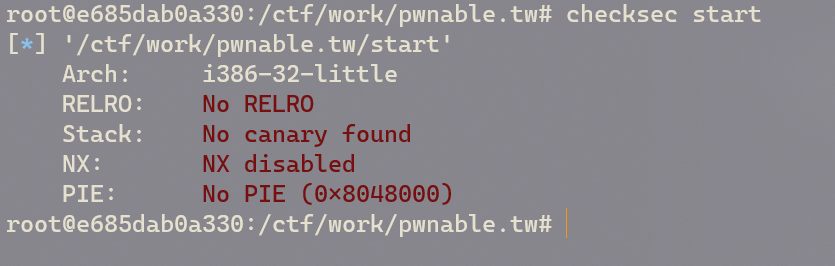 root@e685dab0a330:/ctf/work/pwnable.tw# checksec start
[*] '/ctf/work/pwnable.tw/start'
    Arch:     i386-32-little
    RELRO:    No RELRO
    Stack:    No canary found
    NX:       NX disabled
    PIE:      No PIE (0x8048000)
root@e685dab0a330:/ctf/work/pwnable.tw#